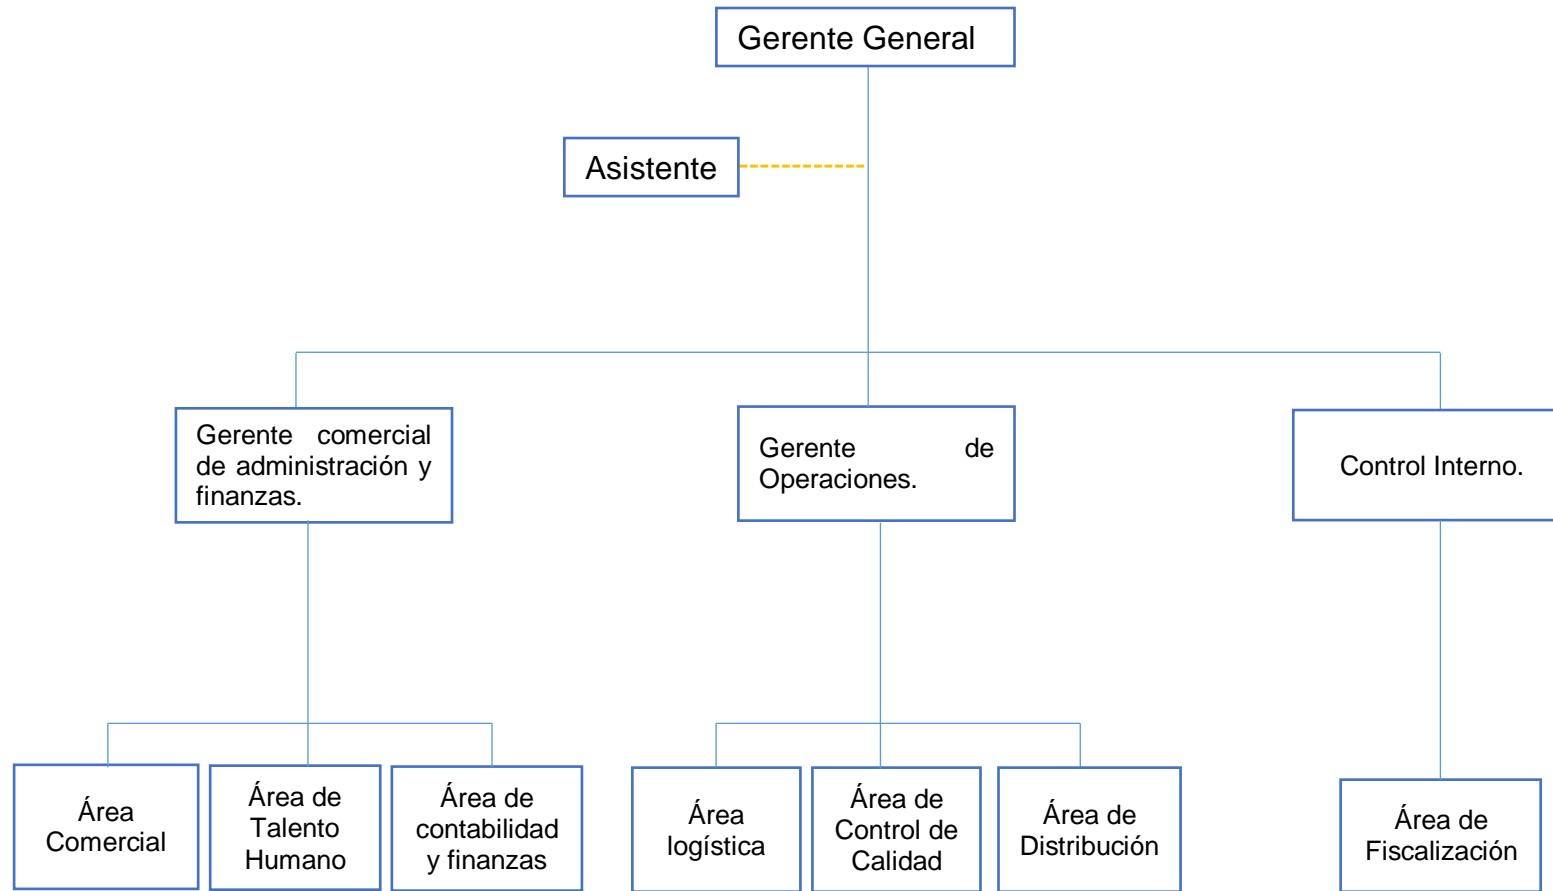 Gerente General
Asistente
Gerente comercial
de administración y
finanzas.
Gerente de
Operaciones.
Control Interno.
Área
Comercial
Área de
Talento
Humano
Área de
contabilidad
y finanzas
Área
logística
Área de
Control de
Calidad
Área de
Distribución
Área de
Fiscalización